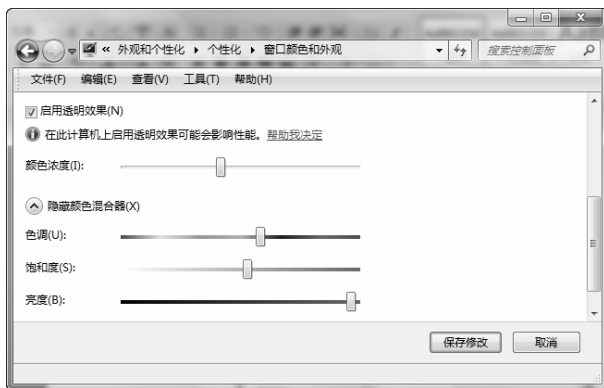 « 外观和个性化 ▸ 个性化 ▸ 窗口颜色和外观 搜索控制面板
文件(F) 编辑(E) 查看(V) 工具(T) 帮助(H)
启用透明效果(N)
在此计算机上启用透明效果可能会影响性能。帮助我决定
颜色浓度(I):
隐藏颜色混合器(X)
色调(U):
饱和度(S):
亮度(B):
保存修改 取消